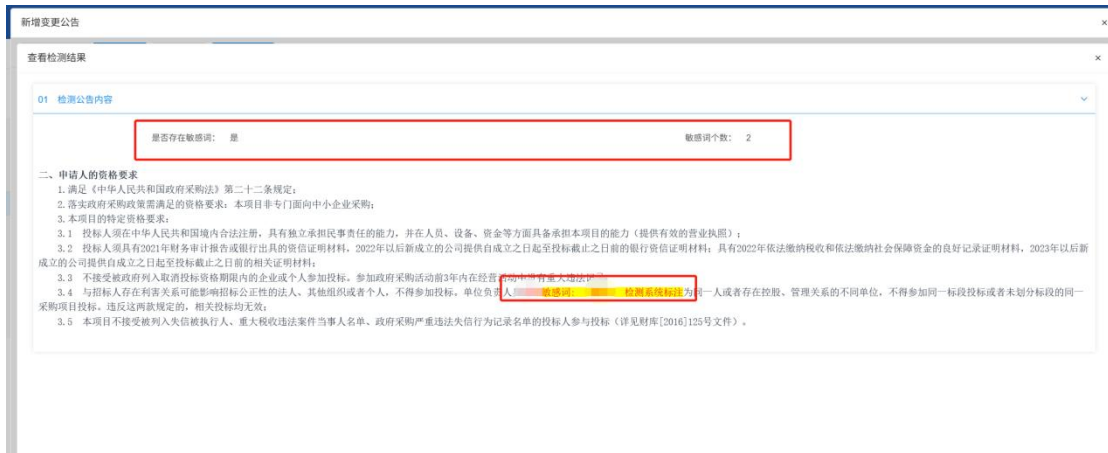 新增变更公告
×
查看检测结果
×
01 检测公告内容
是否存在敏感词： 是 敏感词个数： 2
二、申请人的资格要求
1.满足《中华人民共和国政府采购法》第二十二条规定；
2.落实政府采购政策需满足的资格要求：本项目非专门面向中小企业采购；
3.本项目的特定资格要求：
3.1 投标人须在中华人民共和国境内合法注册，具有独立承担民事责任的能力，并在人员、设备、资金等方面具备承担本项目的能力（提供有效的营业执照）；
3.2 投标人须具有2021年财务审计报告或银行出具的资信证明材料，2022年以后新成立的公司提供自成立之日起至投标截止之日前的银行资信证明材料；具有2022年依法缴纳税收和依法缴纳社会保障资金的良好记录证明材料，2023年以后新
成立的公司提供自成立之日起至投标截止之日前的相关证明材料；
3.3 不接受被政府列入取消投标资格期限内的企业或个人参加投标。参加政府采购活动前3年内在经营活动中没有重大违法记
3.4 与招标人存在利害关系可能影响招标公正性的法人、其他组织或者个人，不得参加投标。单位负责人 敏感词： 检测系统标注为同一人或者存在控股、管理关系的不同单位，不得参加同一标段投标或者未划分标段的同一
采购项目投标。违反这两款规定的，相关投标均无效；
3.5 本项目不接受被列入失信被执行人、重大税收违法案件当事人名单、政府采购严重违法失信行为记录名单的投标人参与投标（详见财库[2016]125号文件）。